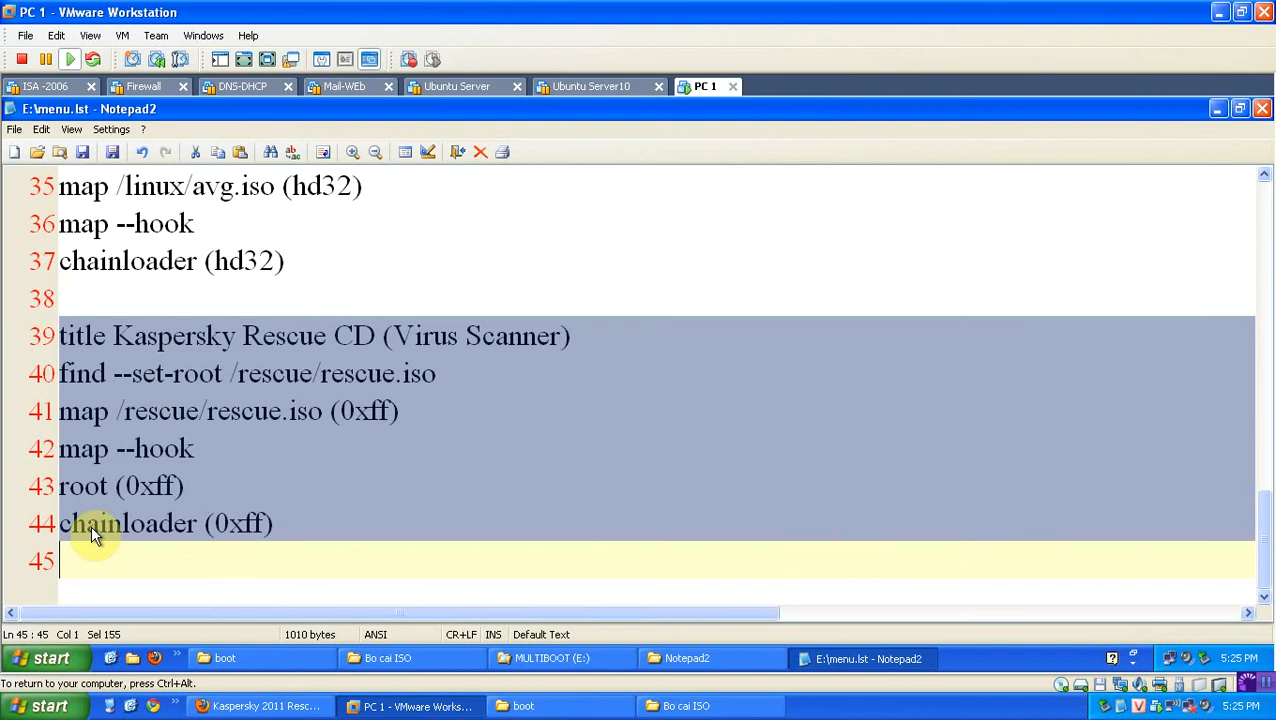 PC 1 - VMware Workstation
File Edit View VM Team Windows Help
ISA -2006 Firewall DNS-DHCP Mail-WEb Ubuntu Server Ubuntu Server10 PC 1
E:\menu.lst - Notepad2
File Edit View Settings ?
35 map /linux/avg.iso (hd32)
36 map --hook
37 chainloader (hd32)
38
39 title Kaspersky Rescue CD (Virus Scanner)
40 find --set-root /rescue/rescue.iso
41 map /rescue/rescue.iso (0xff)
42 map --hook
43 root (0xff)
44 chainloader (0xff)
45
Ln 45 : 45 Col 1 Sel 155 1010 bytes ANSI CR+LF INS Default Text
start boot Bo cai ISO MULTIBOOT (E:) Notepad2 E:\menu.lst - Notepad2 5:25 PM
To return to your computer, press Ctrl+Alt.
start Kaspersky 2011 Resc... PC 1 - VMware Works... boot Bo cai ISO 5:25 PM